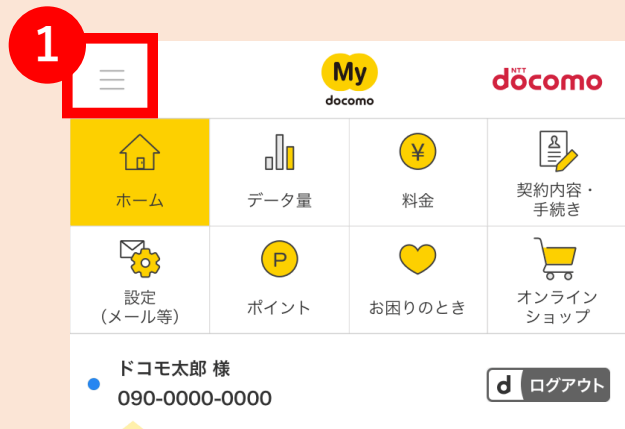 1
My
docomo
NTT
döcomo
ホーム
データ量
¥
料金
契約内容・
手続き
設定
(メール等)
P
ポイント
お困りのとき
オンライン
ショップ
ドコモ太郎 様
090-0000-0000
d ログアウト